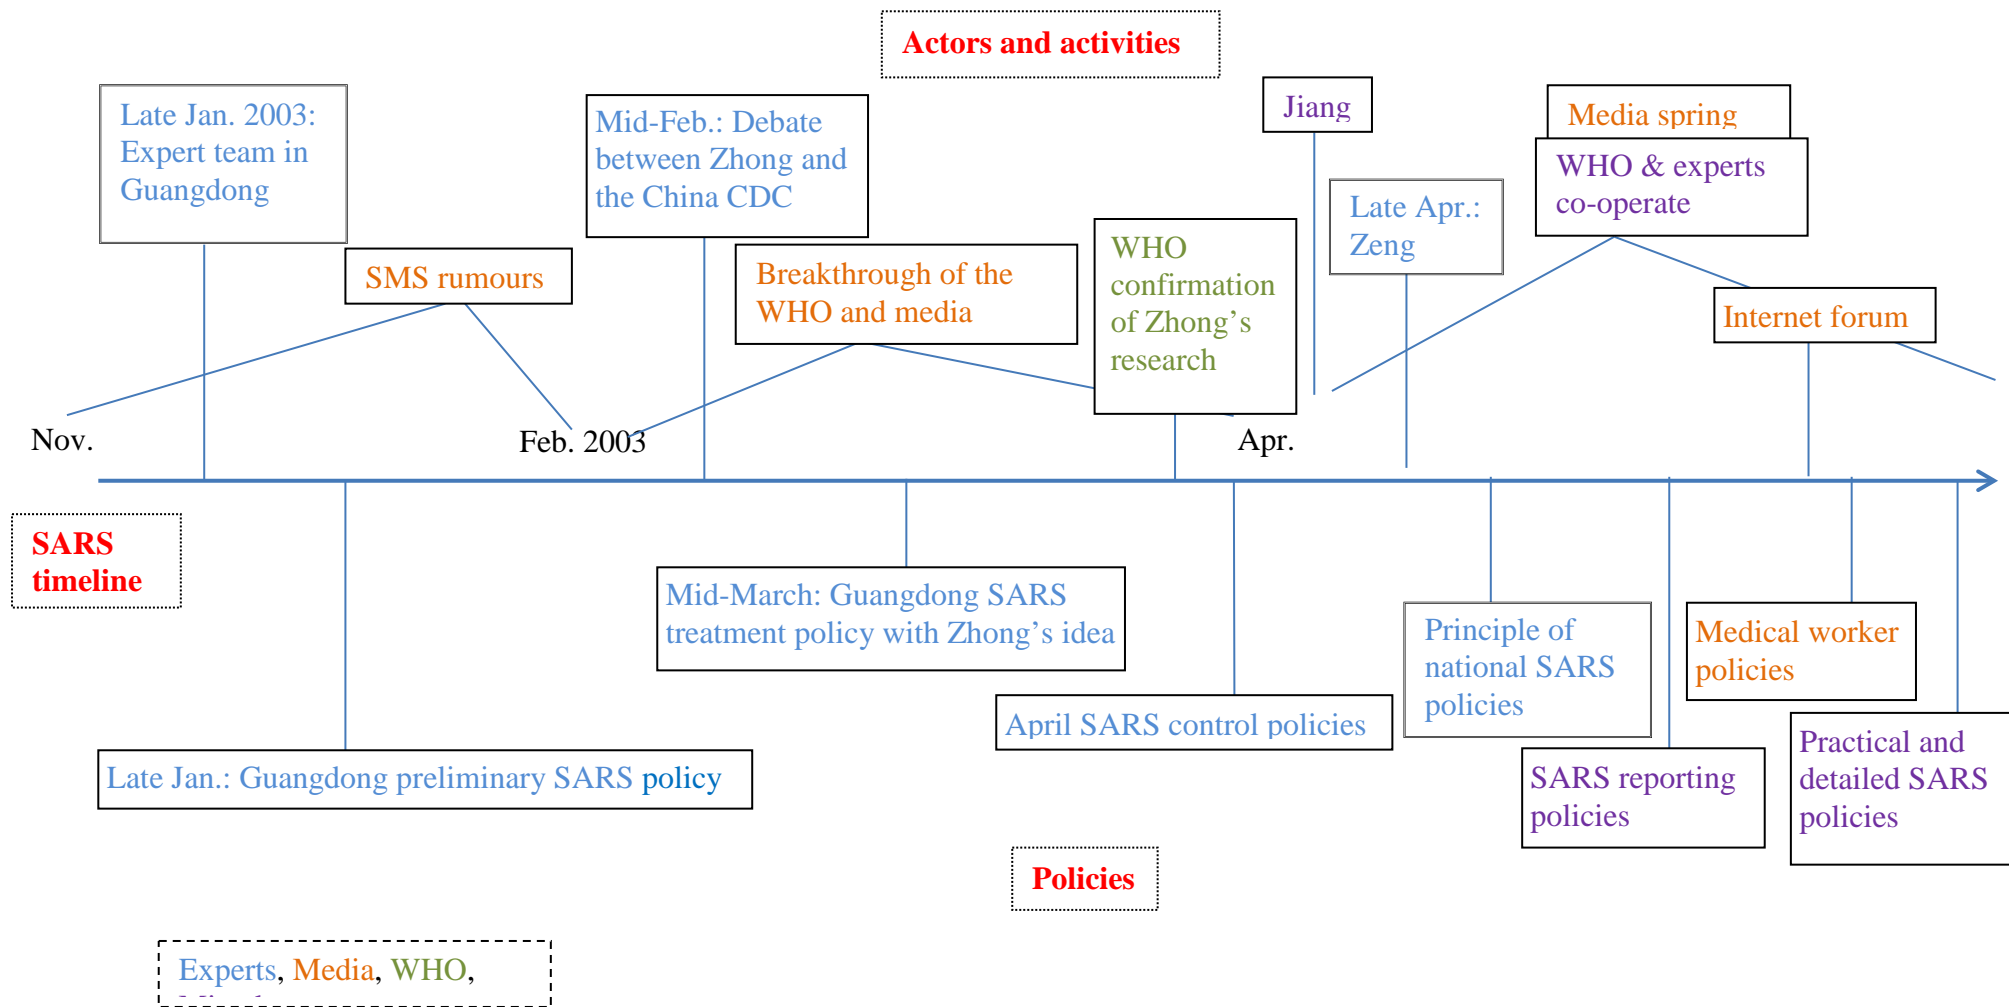 Actors and activities
Late Jan. 2003:
Expert team in
Guangdong
SMS rumours
Mid-Feb.: Debate
between Zhong and
the China CDC
Breakthrough of the
WHO and media
WHO
confirmation
of Zhong’s
research
Jiang
Late Apr.:
Zeng
Media spring
WHO & experts
co-operate
Internet forum
Nov.
Feb. 2003
Apr.
SARS
timeline
Late Jan.: Guangdong preliminary SARS policy
Mid-March: Guangdong SARS
treatment policy with Zhong’s idea
April SARS control policies
Principle of
national SARS
policies
SARS reporting
policies
Medical worker
policies
Practical and
detailed SARS
policies
Policies
Experts, Media, WHO,